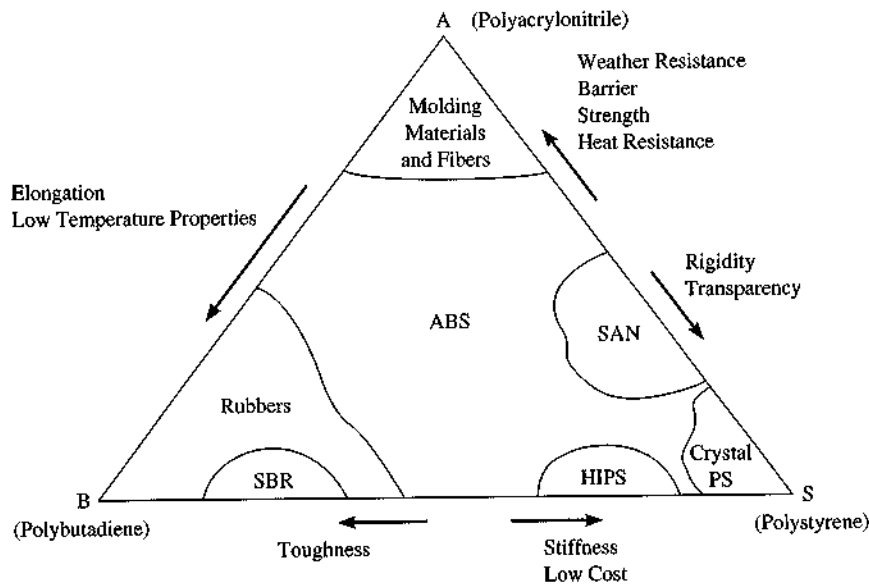 A (Polyacrylonitrile)
Weather Resistance
Barrier
Strength
Heat Resistance
Molding
Materials
and Fibers
Elongation
Low Temperature Properties
Rigidity
Transparency
ABS
SAN
Rubbers
Crystal
PS
SBR
HIPS
B
S
(Polybutadiene)
(Polystyrene)
Toughness
Stiffness
Low Cost